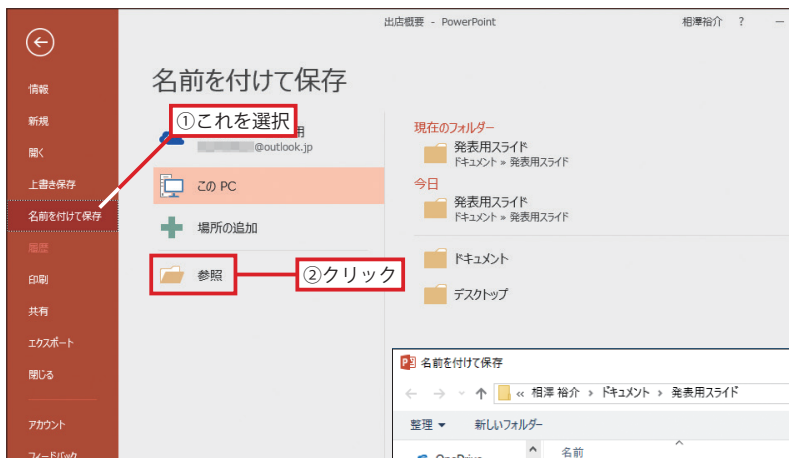 出店概要 - PowerPoint
相澤裕介 ? —
名前を付けて保存
情報
新規
開く
上書き保存
名前を付けて保存
履歴
印刷
共有
エクスポート
閉じる
アカウント
フィードバック
①これを選択
用
@outlook.jp
この PC
場所の追加
参照
②クリック
現在のフォルダー
発表用スライド
ドキュメント » 発表用スライド
今日
発表用スライド
ドキュメント » 発表用スライド
ドキュメント
デスクトップ
名前を付けて保存
« 相澤 裕介 › ドキュメント › 発表用スライド
整理 ▼ 新しいフォルダー
OneDrive
名前